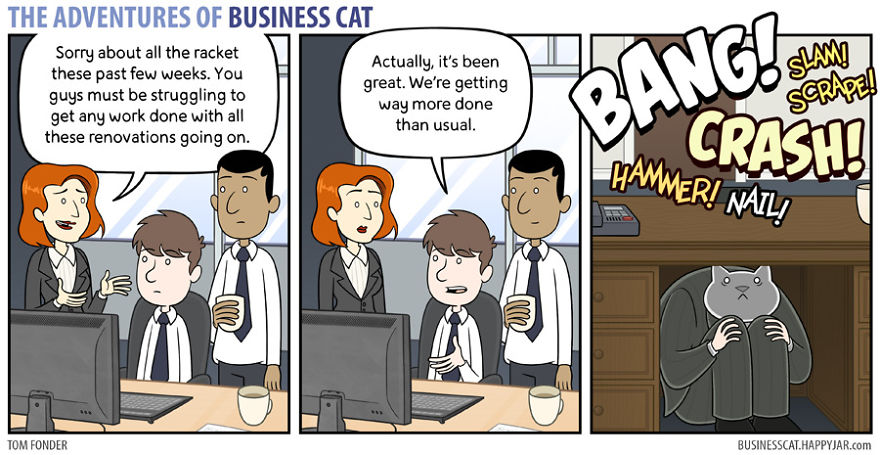 THE ADVENTURES OF BUSINESS CAT
Sorry about all the racket
these past few weeks. You
guys must be struggling to
get any work done with all
these renovations going on.
Actually, it's been
great. We're getting
way more done
than usual.
BANG!
SLAM!
SCRAPE!
CRASH!
HAMMER!
NAIL!
TOM FONDER
BUSINESSCAT.HAPPYJAR.com